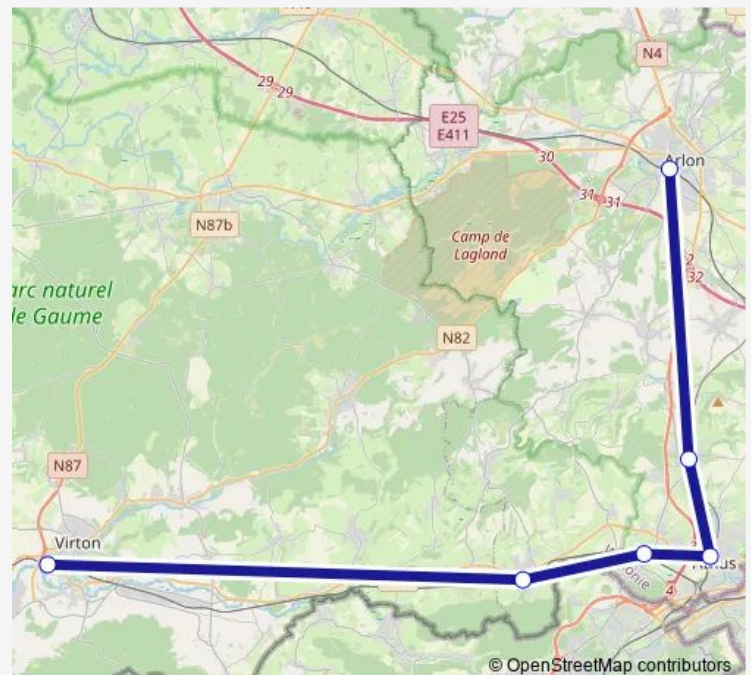 N4
29
29
E25
E411
30
Arlon
31
31
N87b
Camp de
Lagland
32
arc naturel
de Gaume
N82
N87
Virton
4
© OpenStreetMap contributors